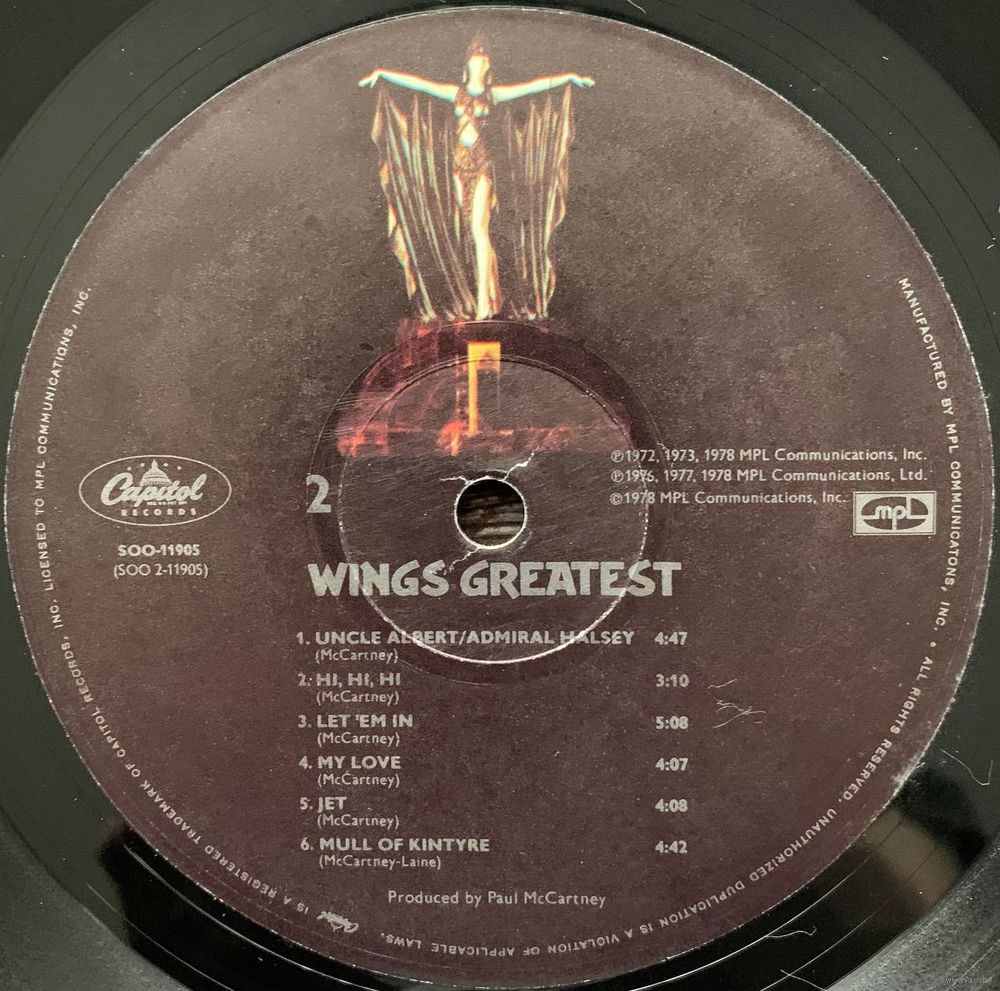 Capitol
RECORDS
SOO-11905
(SOO 2-11905)
2
℗1972, 1973, 1978 MPL Communications, Inc.
℗1976, 1977, 1978 MPL Communications, Ltd.
©1978 MPL Communications, Inc.
mpl
WINGS GREATEST
1. UNCLE ALBERT/ADMIRAL HALSEY 4:47
(McCartney)
2. HI, HI, HI 3:10
(McCartney)
3. LET 'EM IN 5:08
(McCartney)
4. MY LOVE 4:07
(McCartney)
5. JET 4:08
(McCartney)
6. MULL OF KINTYRE 4:42
(McCartney-Laine)
Produced by Paul McCartney
MANUFACTURED BY MPL COMMUNICATONS, INC. • ALL RIGHTS RESERVED. UNAUTHORIZED DUPLICATION IS A VIOLATION OF APPLICABLE LAWS.
Capitol IS A REGISTERED TRADEMARK OF CAPITOL RECORDS, INC. LICENSED TO MPL COMMUNICATIONS, INC.